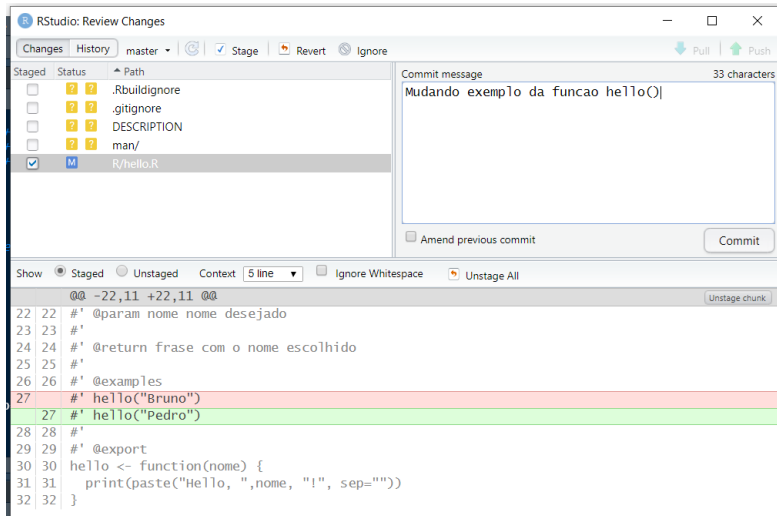 RStudio: Review Changes
Changes History master Stage Revert Ignore Pull Push
Staged Status Path
? ? .Rbuildignore
? ? .gitignore
? ? DESCRIPTION
? ? man/
M R/hello.R
Commit message 33 characters
Mudando exemplo da funcao hello()
Amend previous commit Commit
Show Staged Unstaged Context 5 line Ignore Whitespace Unstage All
@@ -22,11 +22,11 @@ Unstage chunk
22 22 #' @param nome nome desejado
23 23 #'
24 24 #' @return frase com o nome escolhido
25 25 #'
26 26 #' @examples
27 #' hello("Bruno")
27 #' hello("Pedro")
28 28 #'
29 29 #' @export
30 30 hello <- function(nome) {
31 31 print(paste("Hello, ",nome, "!", sep=""))
32 32 }